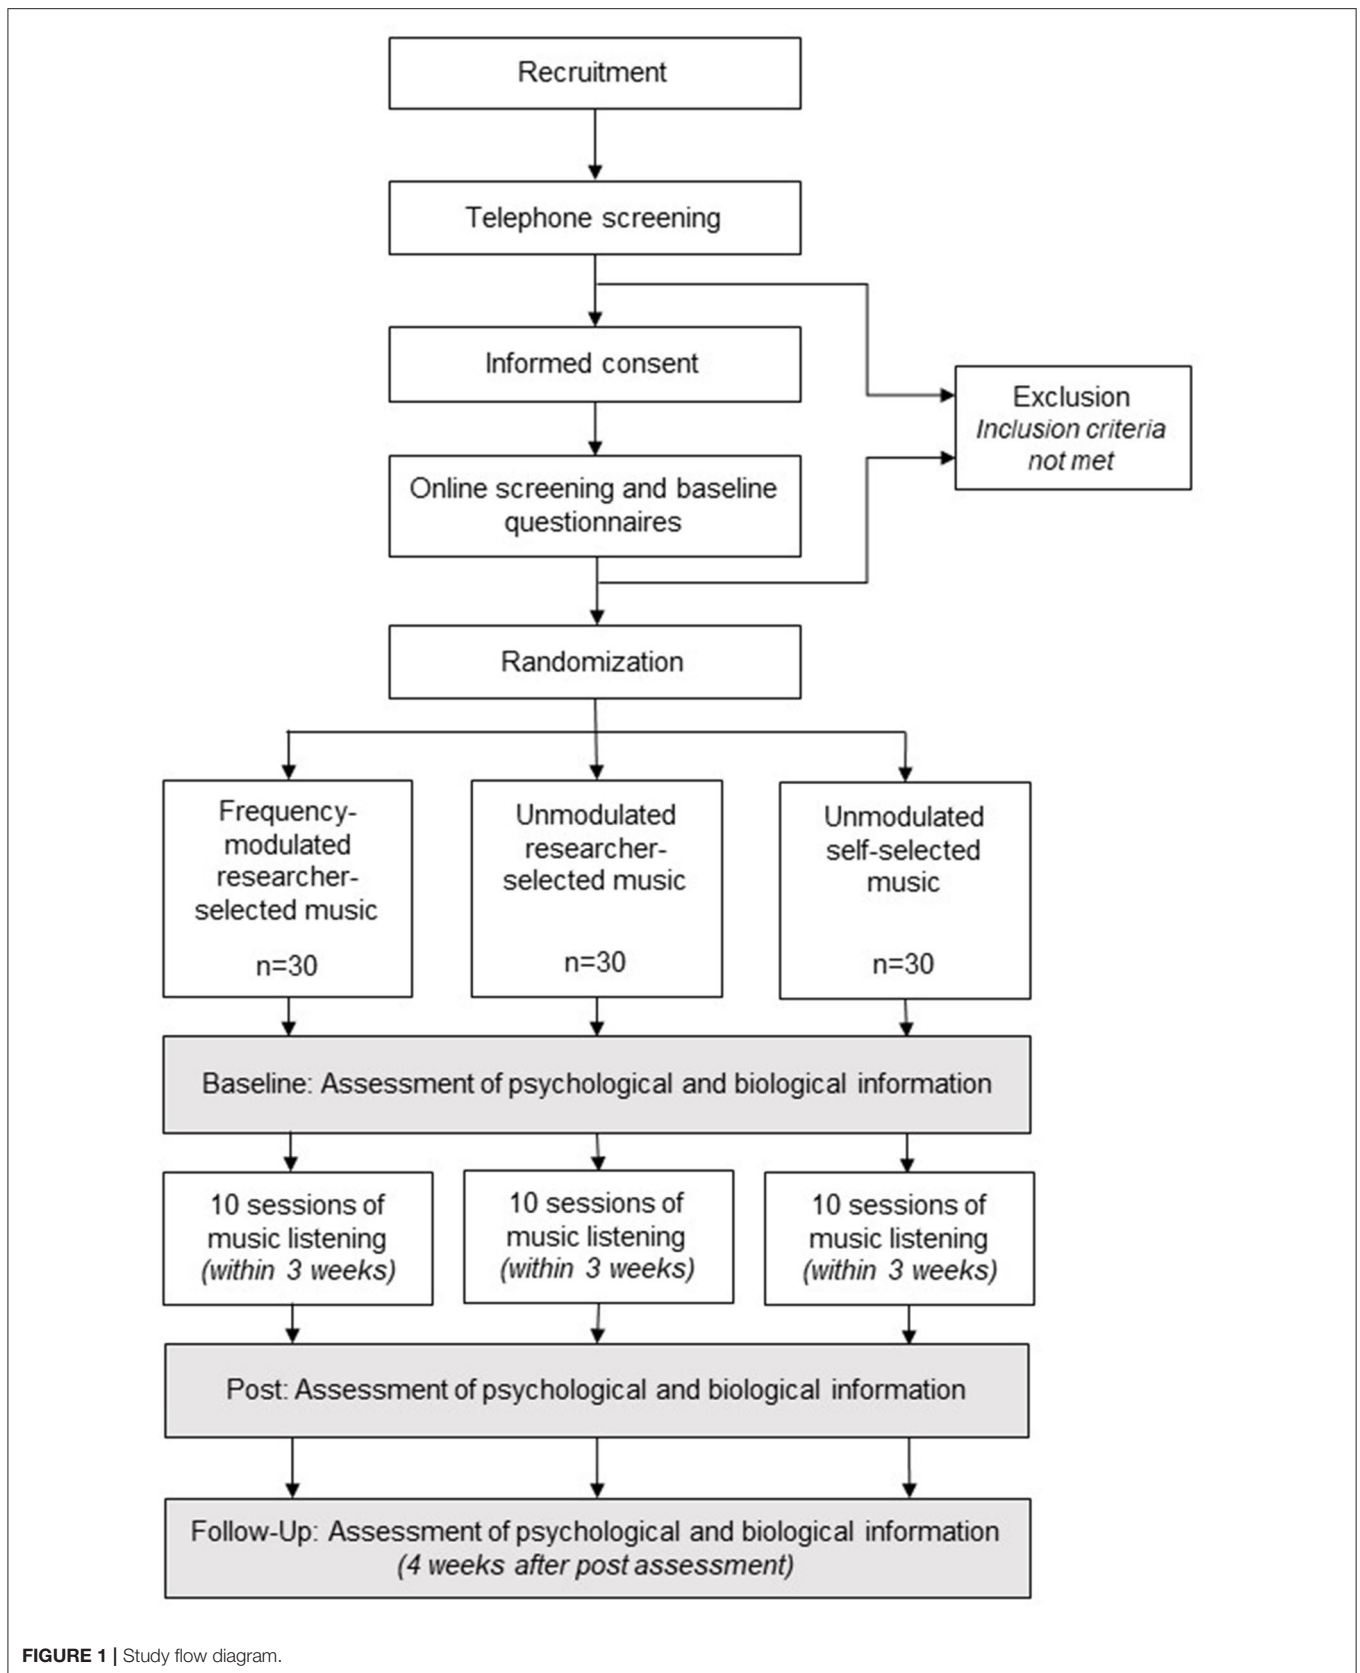 Recruitment
Telephone screening
Informed consent
Exclusion
Inclusion criteria
not met
Online screening and baseline
questionnaires
Randomization
Frequency-
modulated
researcher-
selected music
n=30
Unmodulated
researcher-
selected music
n=30
Unmodulated
self-selected
music
n=30
Baseline: Assessment of psychological and biological information
10 sessions of
music listening
(within 3 weeks)
10 sessions of
music listening
(within 3 weeks)
10 sessions of
music listening
(within 3 weeks)
Post: Assessment of psychological and biological information
Follow-Up: Assessment of psychological and biological information
(4 weeks after post assessment)
FIGURE 1 | Study flow diagram.